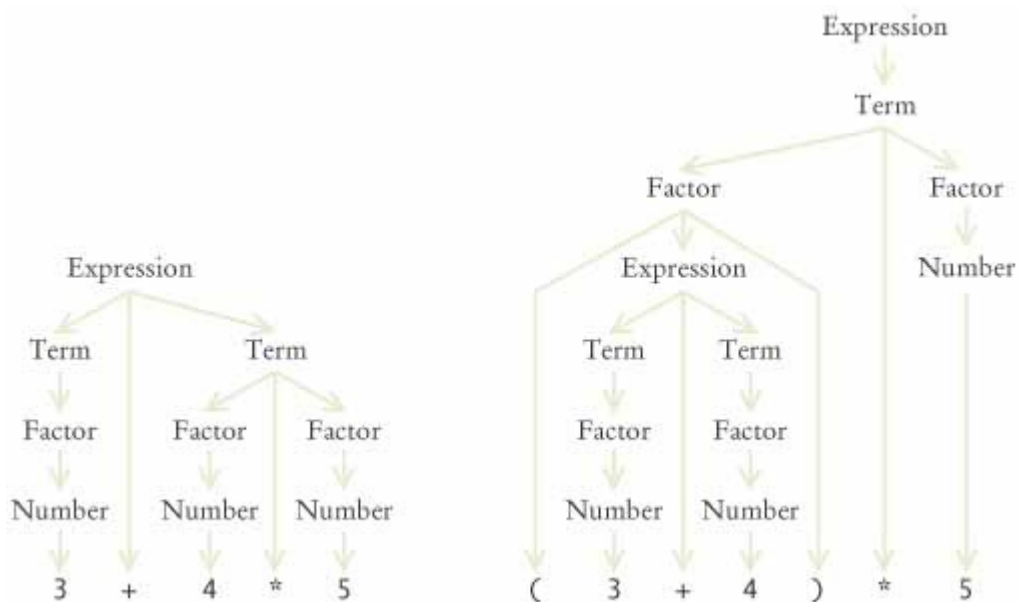 Expression
Term
Factor Factor
Expression Expression Number
Term Term Term Term
Factor Factor Factor Factor Factor
Number Number Number Number Number
3 + 4 * 5 ( 3 + 4 ) * 5